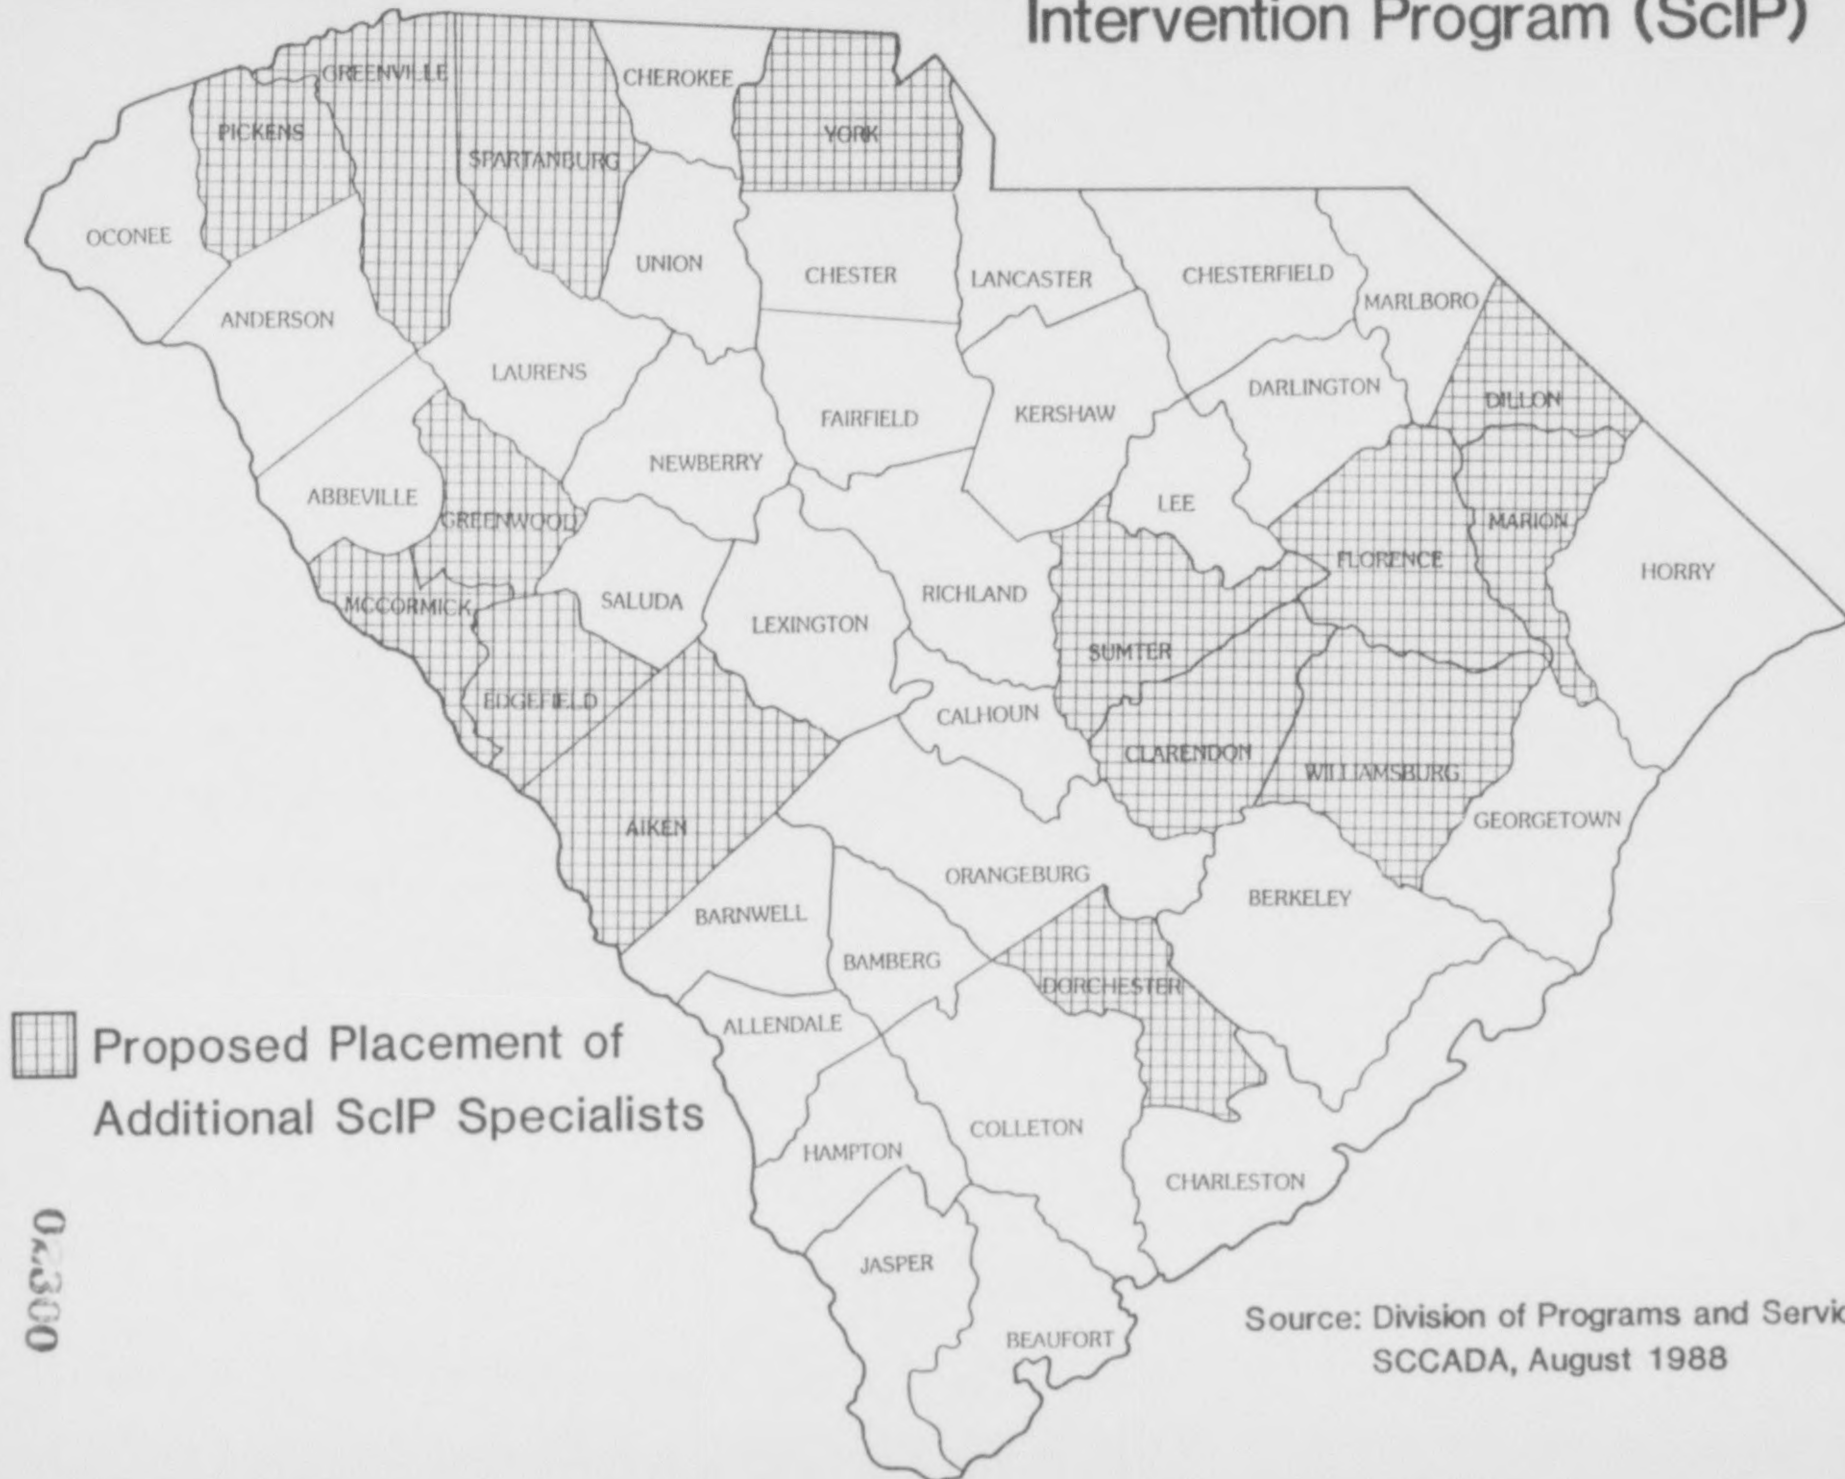 Intervention Program (ScIP)
GREENVILLE
CHEROKEE
PICKENS
YORK
SPARTANBURG
OCONEE
UNION
CHESTER
LANCASTER
CHESTERFIELD
MARLBORO
ANDERSON
LAURENS
DARLINGTON
DILLON
FAIRFIELD
KERSHAW
NEWBERRY
ABBEVILLE
LEE
GREENWOOD
MARION
FLORENCE
HORRY
MCCORMICK
SALUDA
RICHLAND
LEXINGTON
SUMTER
EDGEFIELD
CALHOUN
CLARENDON
WILLIAMSBURG
AIKEN
GEORGETOWN
ORANGEBURG
BERKELEY
BARNWELL
BAMBERG
DORCHESTER
ALLENDALE
Proposed Placement of
Additional ScIP Specialists
COLLETON
HAMPTON
CHARLESTON
JASPER
BEAUFORT
Source: Division of Programs and Servic
SCCADA, August 1988